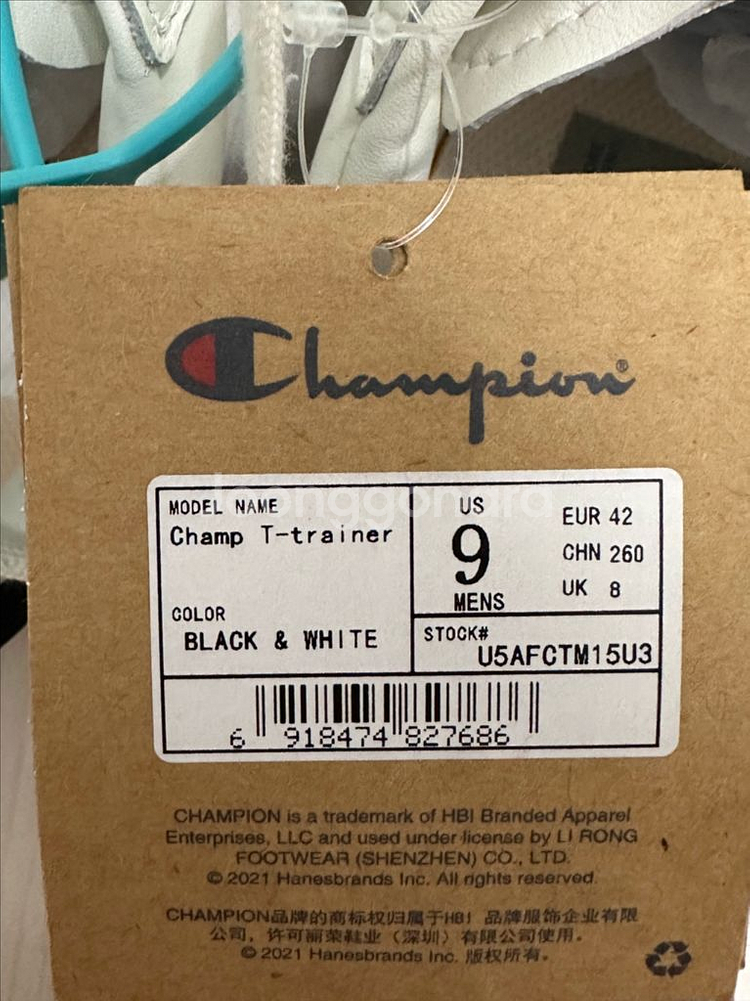 Champion®
MODEL NAME
Champ T-trainer
COLOR
BLACK & WHITE
US
9
MENS
EUR 42
CHN 260
UK 8
STOCK#
U5AFCTM15U3
6 918474 827686
CHAMPION is a trademark of HBI Branded Apparel
Enterprises, LLC and used under license by LI RONG
FOOTWEAR (SHENZHEN) CO., LTD.
© 2021 Hanesbrands Inc. All rights reserved.
CHAMPION品牌的商标权归属于HBI 品牌服饰企业有限
公司，许可丽荣鞋业（深圳）有限公司使用。
© 2021 Hanesbrands Inc. 版权所有。